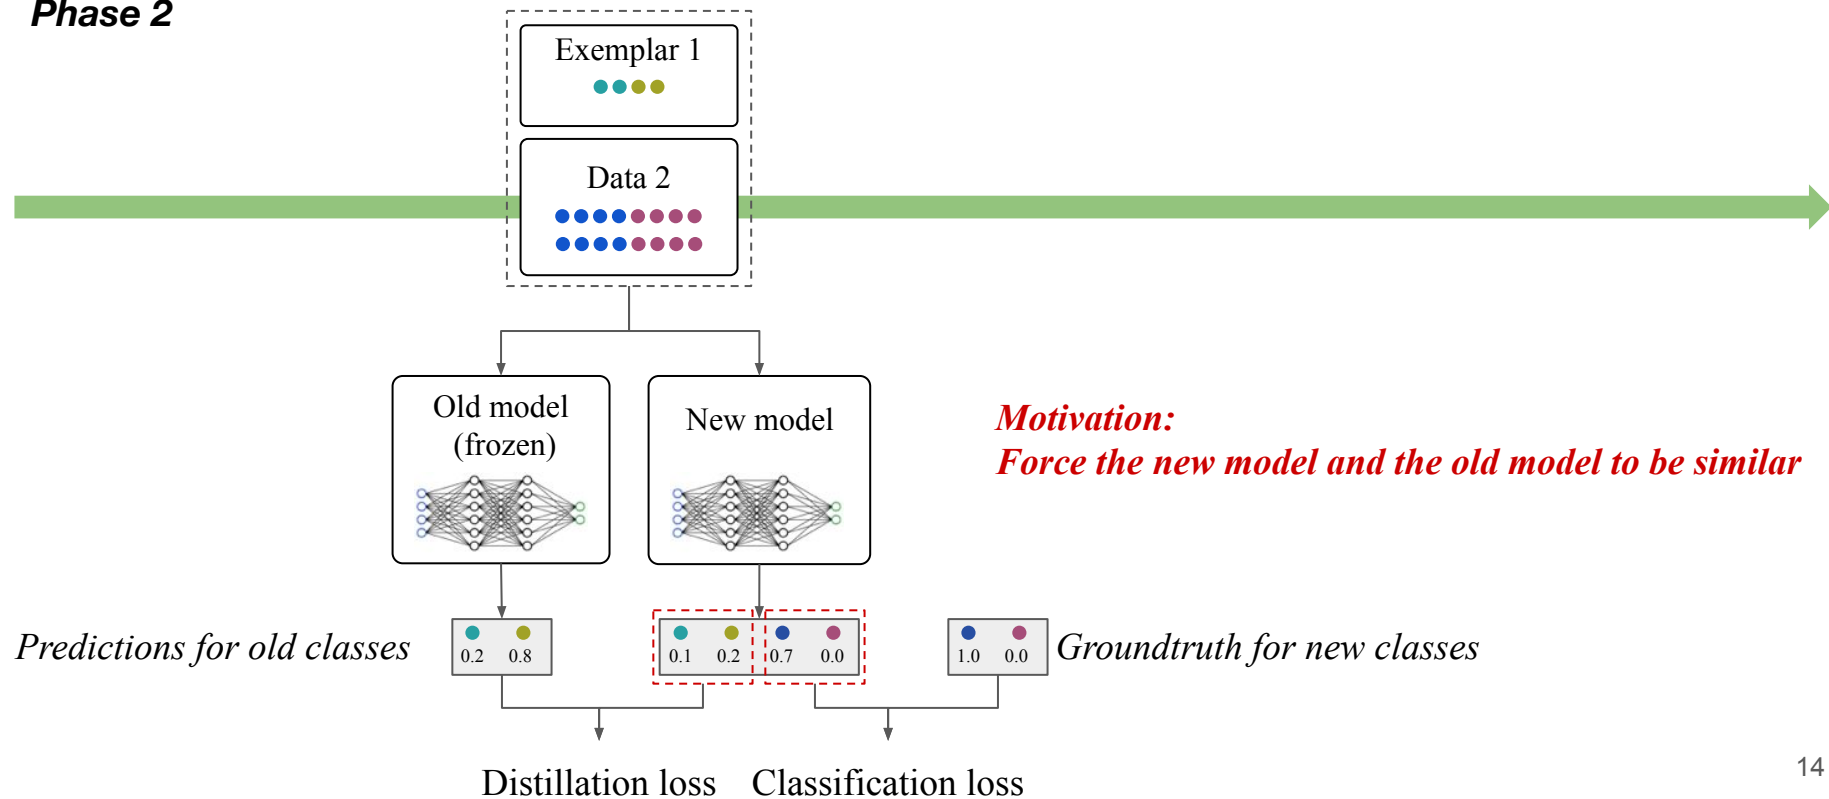 Phase 2
Exemplar 1
Data 2
Old model
(frozen)
New model
Motivation:
Force the new model and the old model to be similar
Predictions for old classes
0.2 0.8
0.1 0.2 0.7 0.0
1.0 0.0
Groundtruth for new classes
Distillation loss
Classification loss
14